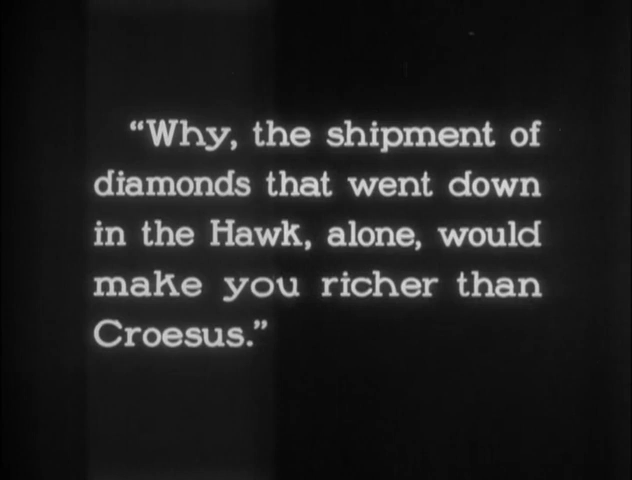 “Why, the shipment of
diamonds that went down
in the Hawk, alone, would
make you richer than
Croesus.”